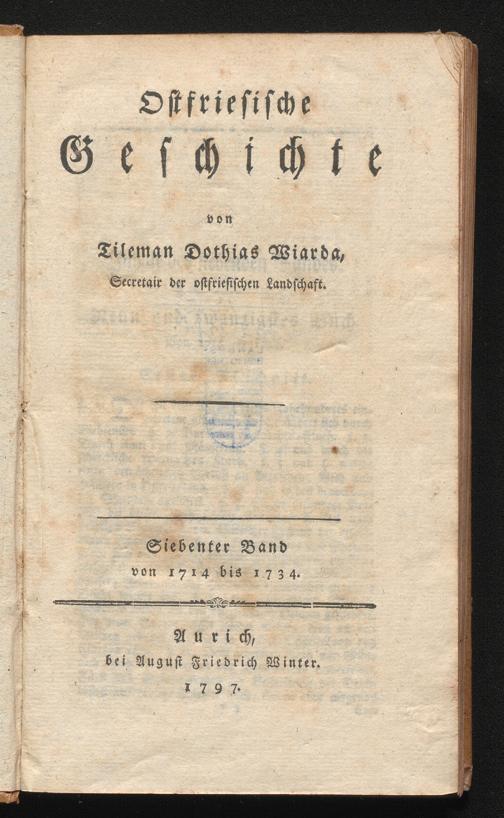 Ostfriesische
Geschichte
von
Tileman Dothias Wiarda,
Secretair der ostfriesischen Landschaft.
Siebenter Band
von 1714 bis 1734.
Aurich,
bei August Friedrich Winter.
1797.